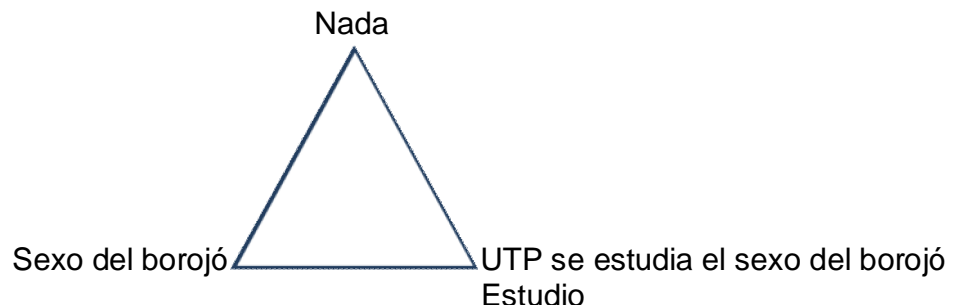 Nada
Sexo del borojó UTP se estudia el sexo del borojó
Estudio